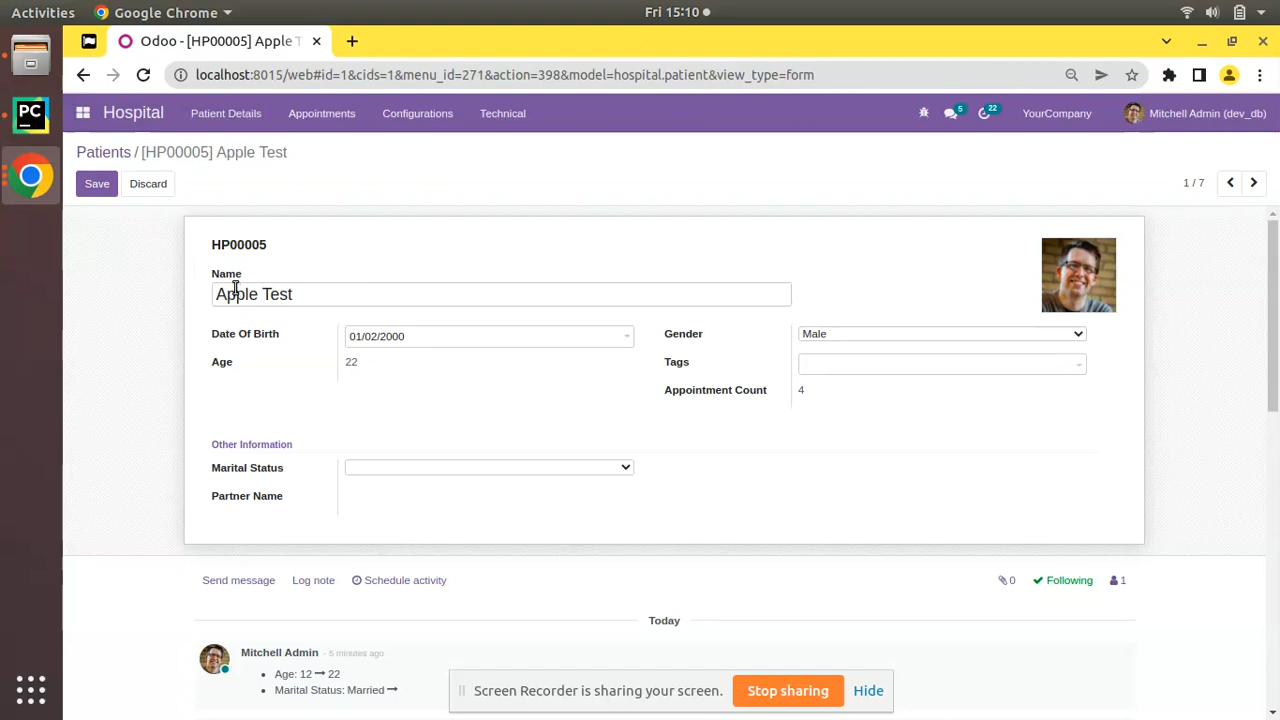 Activities Google Chrome Fri 15:10
Odoo - [HP00005] Apple T
localhost:8015/web#id=1&cids=1&menu_id=271&action=398&model=hospital.patient&view_type=form
Hospital Patient Details Appointments Configurations Technical 5 22 YourCompany Mitchell Admin (dev_db)
Patients / [HP00005] Apple Test
Save Discard 1 / 7
HP00005
Name
Apple Test
Date Of Birth 01/02/2000 Gender Male
Age 22 Tags
Appointment Count 4
Other Information
Marital Status
Partner Name
Send message Log note Schedule activity 0 Following 1
Today
Mitchell Admin - 5 minutes ago
Age: 12 → 22
Marital Status: Married →
Screen Recorder is sharing your screen. Stop sharing Hide
PC